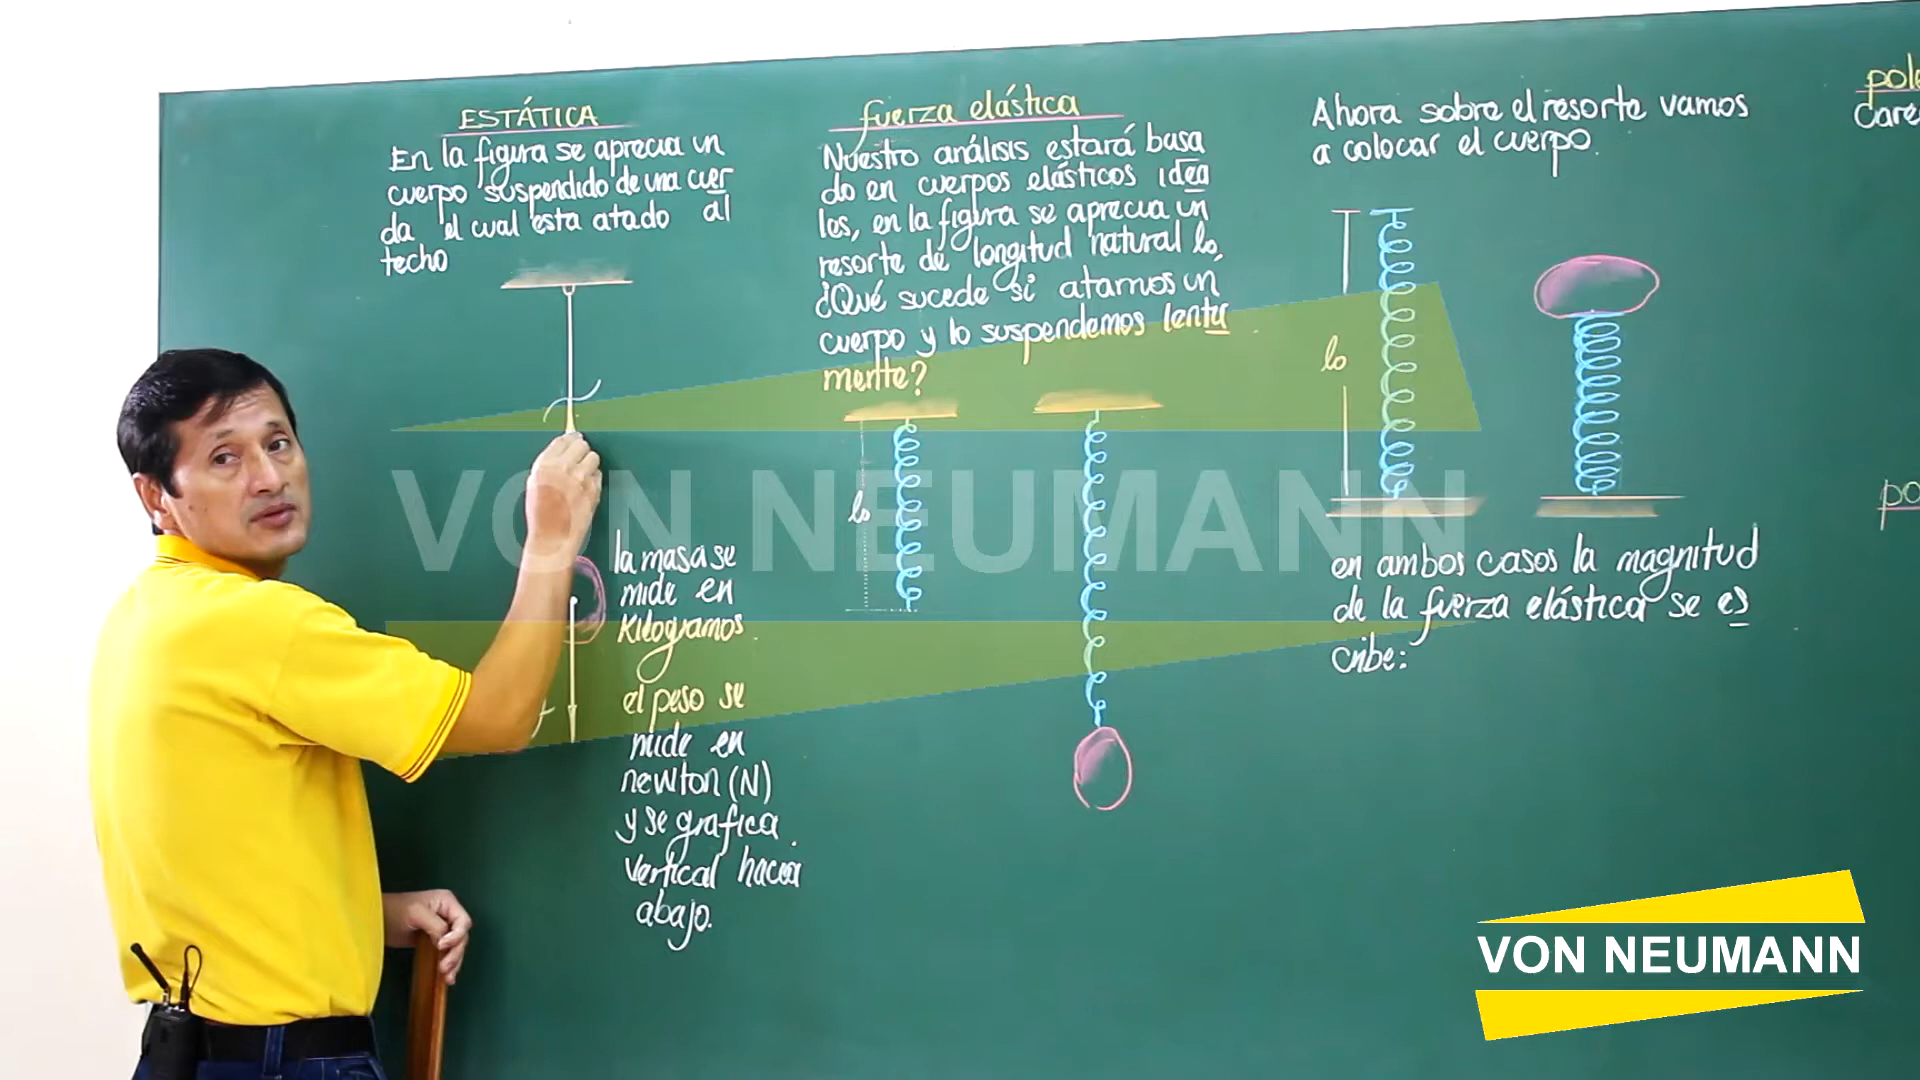 ESTÁTICA
En la figura se aprecia un
cuerpo suspendido de una cuer
da el cual esta atado al
techo
la masa se
mide en
Kilogramos.
el peso se
mide en
newton (N)
y se grafica
vertical hacia
abajo.
fuerza elástica
Nuestro análisis estará basa
do en cuerpos elásticos idea
les, en la figura se aprecia un
resorte de longitud natural lo,
¿Qué sucede si atamos un
cuerpo y lo suspendemos lenta
mente?
lo
Ahora sobre el resorte vamos
a colocar el cuerpo.
lo
en ambos casos la magnitud
de la fuerza elástica se es
cribe:
pole
Care
po
VON NEUMANN
VON NEUMANN